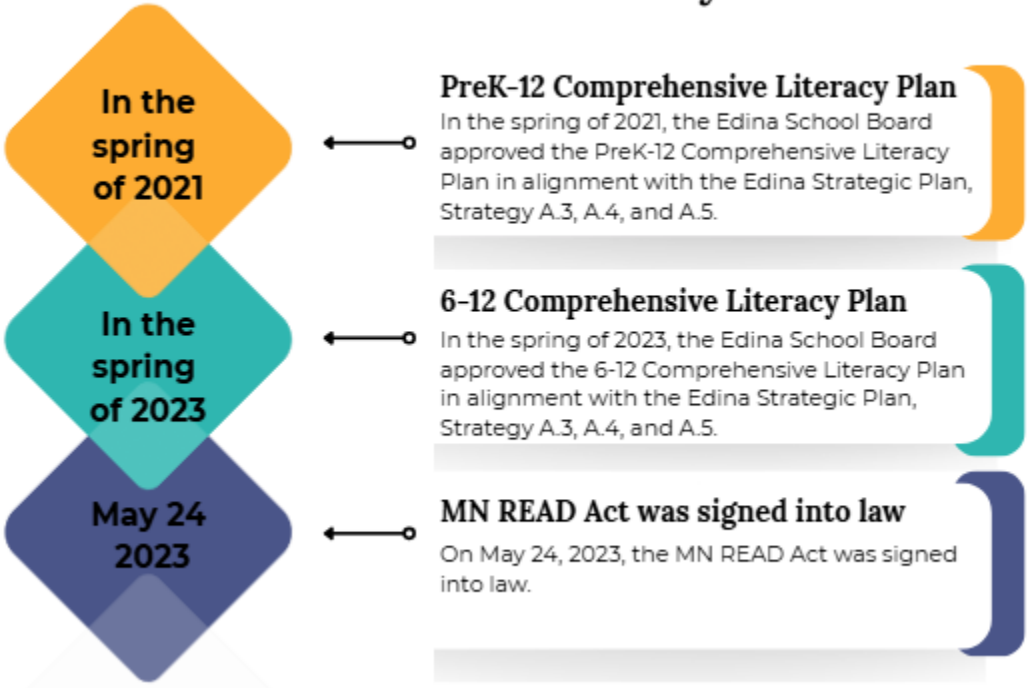 In the
spring
of 2021
PreK-12 Comprehensive Literacy Plan
In the spring of 2021, the Edina School Board
approved the PreK-12 Comprehensive Literacy
Plan in alignment with the Edina Strategic Plan,
Strategy A.3, A.4, and A.5.
In the
spring
of 2023
6-12 Comprehensive Literacy Plan
In the spring of 2023, the Edina School Board
approved the 6-12 Comprehensive Literacy Plan
in alignment with the Edina Strategic Plan,
Strategy A.3, A.4, and A.5.
May 24
2023
MN READ Act was signed into law
On May 24, 2023, the MN READ Act was signed
into law.